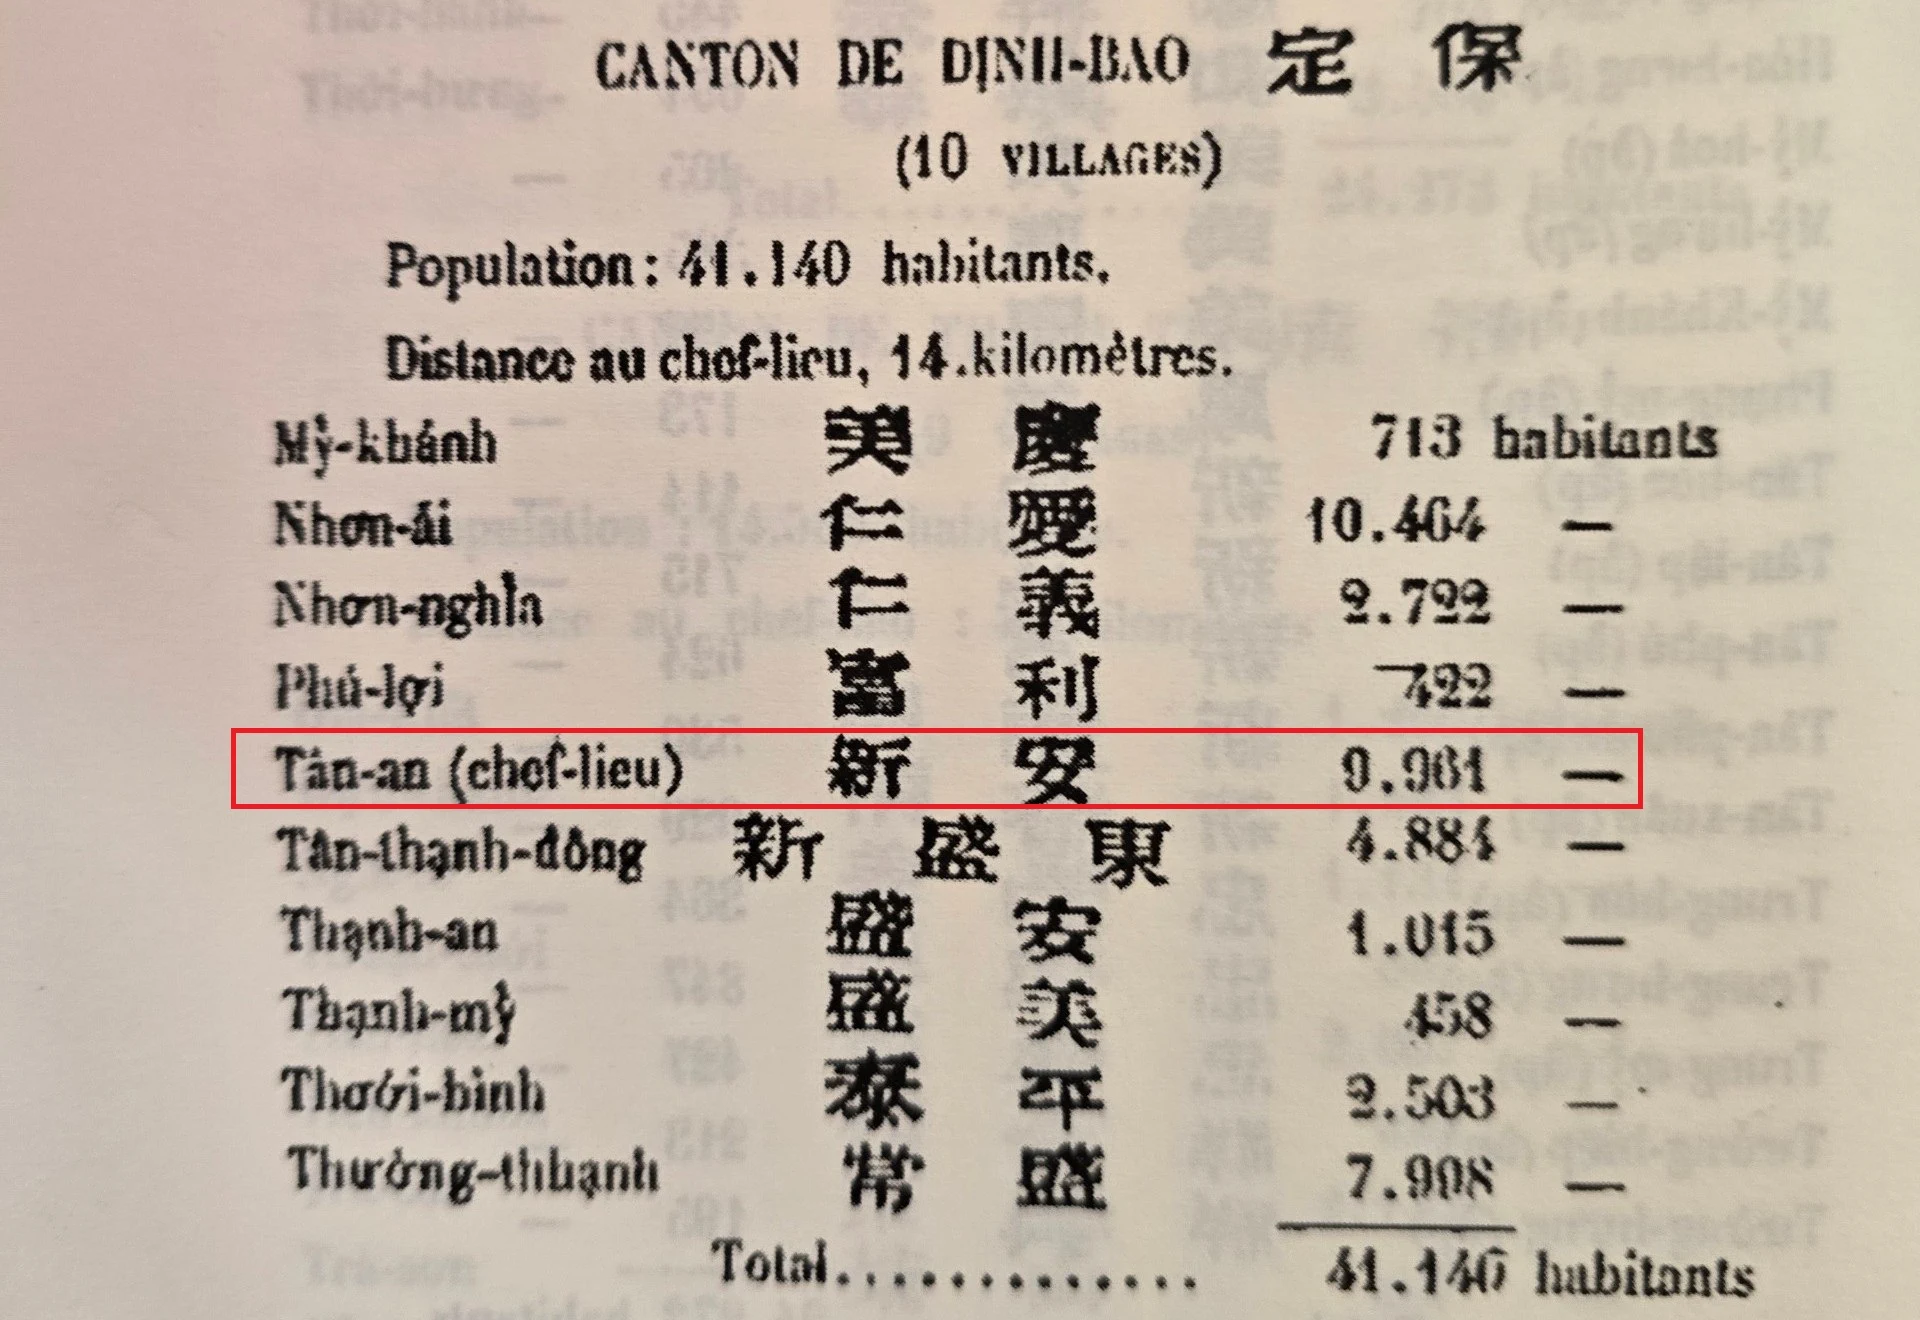 CANTON DE ĐỊNH-BẢO 定 保
(10 VILLAGES)
Population : 41.140 habitants.
Distance au chef-lieu, 14.kilomètres.
Mỹ-khánh 美 慶 713 habitants
Nhơn-ái 仁 愛 10.464 —
Nhơn-nghĩa 仁 義 2.722 —
Phú-lợi 富 利 422 —
Tân-an (chef-lieu) 新 安 9.961 —
Tân-thạnh-đông 新 盛 東 4.884 —
Thạnh-an 盛 安 1.015 —
Thạnh-mỹ 盛 美 458 —
Thới-bình 泰 平 2.503 —
Thường-thạnh 常 盛 7.998 —
Total............. 41.140 habitants